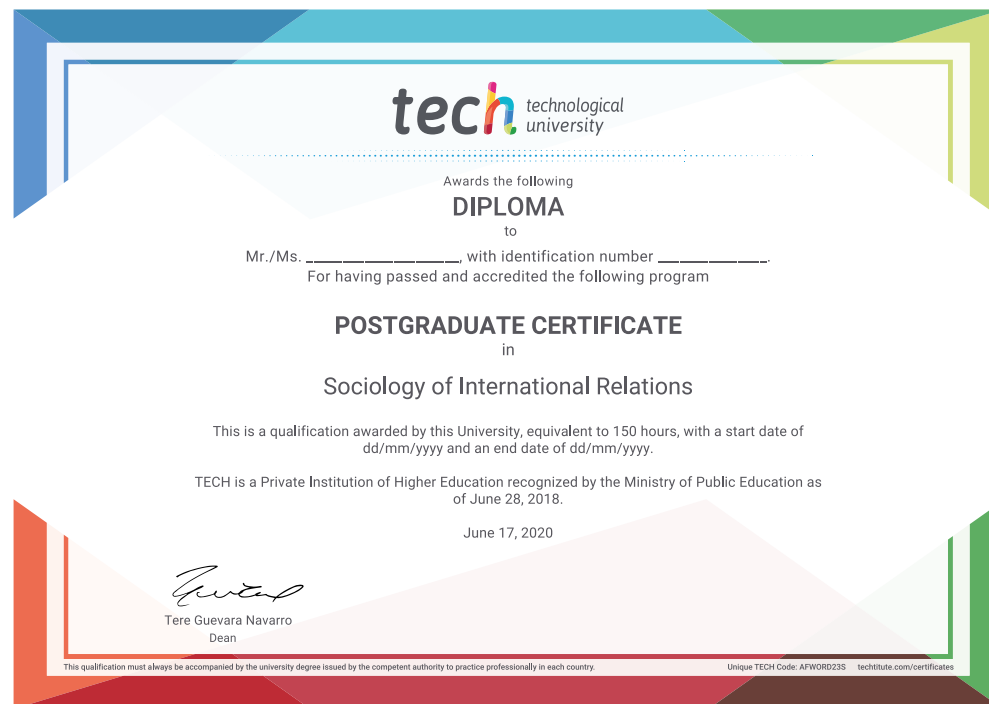 tech technological
university
Awards the following
DIPLOMA
to
Mr./Ms. ____________________, with identification number ______________.
For having passed and accredited the following program
POSTGRADUATE CERTIFICATE
in
Sociology of International Relations
This is a qualification awarded by this University, equivalent to 150 hours, with a start date of
dd/mm/yyyy and an end date of dd/mm/yyyy.
TECH is a Private Institution of Higher Education recognized by the Ministry of Public Education as
of June 28, 2018.
June 17, 2020
Tere Guevara Navarro
Dean
This qualification must always be accompanied by the university degree issued by the competent authority to practice professionally in each country.
Unique TECH Code: AFWORD23S techtitute.com/certificates